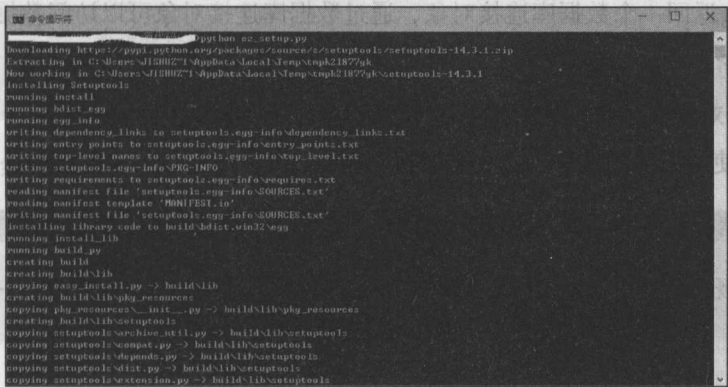 命令提示符
>python ez_setup.py
Downloading https://pypi.python.org/packages/source/s/setuptools/setuptools-14.3.1.zip
Extracting in C:\Users\JISHUZ~1\AppData\Local\Temp\tmpk21877yk
Now working in C:\Users\JISHUZ~1\AppData\Local\Temp\tmpk21877yk\setuptools-14.3.1
Installing Setuptools
running install
running bdist_egg
running egg_info
writing dependency_links to setuptools.egg-info\dependency_links.txt
writing entry points to setuptools.egg-info\entry_points.txt
writing top-level names to setuptools.egg-info\top_level.txt
writing setuptools.egg-info\PKG-INFO
writing requirements to setuptools.egg-info\requires.txt
reading manifest file 'setuptools.egg-info\SOURCES.txt'
reading manifest template 'MANIFEST.in'
writing manifest file 'setuptools.egg-info\SOURCES.txt'
installing library code to build\bdist.win32\egg
running install_lib
running build_py
creating build
creating build\lib
copying easy_install.py -> build\lib
creating build\lib\pkg_resources
copying pkg_resources\__init__.py -> build\lib\pkg_resources
creating build\lib\setuptools
copying setuptools\archive_util.py -> build\lib\setuptools
copying setuptools\compat.py -> build\lib\setuptools
copying setuptools\depends.py -> build\lib\setuptools
copying setuptools\dist.py -> build\lib\setuptools
copying setuptools\extension.py -> build\lib\setuptools